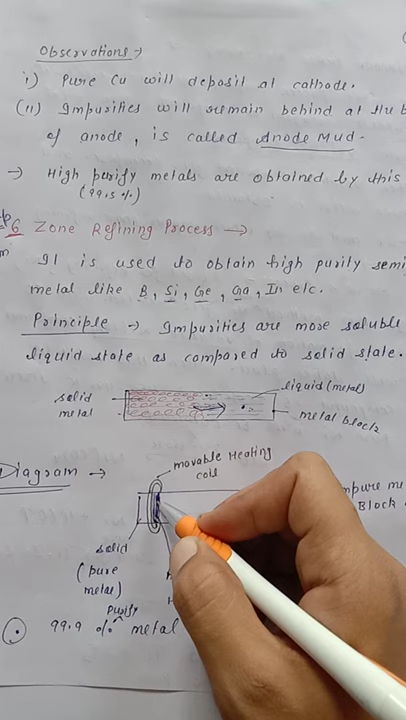 Observations →
i) Pure Cu will deposit at cathode.
(ii) Impurities will remain behind at the b
of anode, is called Anode Mud.
→ High purify metals are obtained by this
(99.5 %)
6 Zone Refining Process →
It is used to obtain high purity semi
metal like B, Si, Ge, Ga, In etc.
Principle → Impurities are more soluble
liquid state as compared to solid state.
solid metal
liquid (metal)
metal block
Diagram →
movable Heating coil
mpure me
Block
solid
(pure metal)
99.9 % purify metal